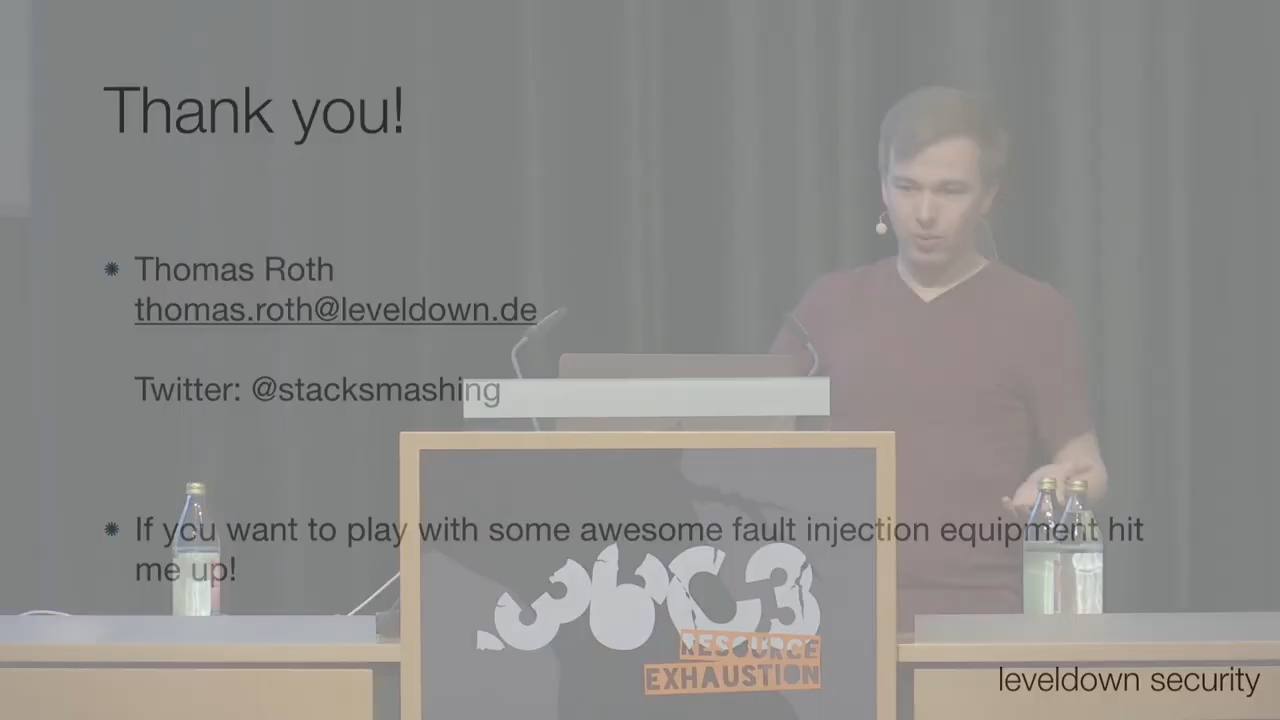 Thank you!
Thomas Roth
thomas.roth@leveldown.de
Twitter: @stacksmashing
If you want to play with some awesome fault injection equipment hit
me up!
36C3
RESOURCE
EXHAUSTION
leveldown security